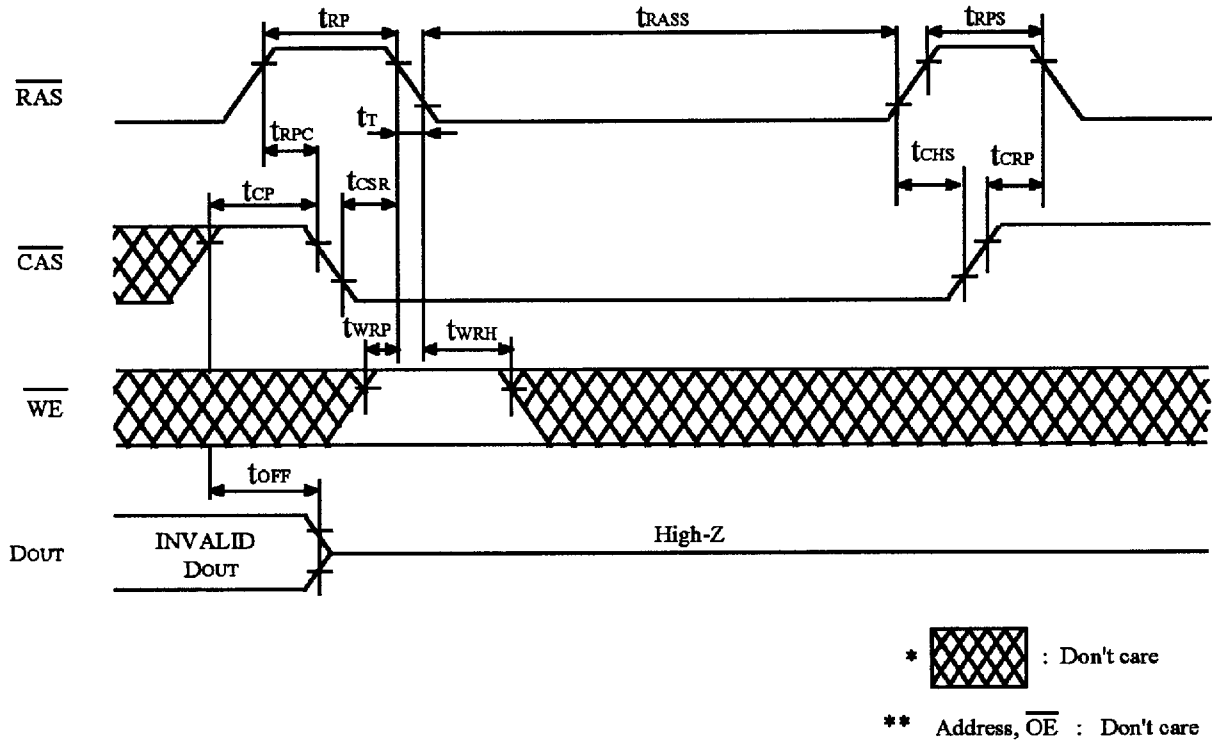 tRP
tRASS
tRPS
RAS
tT
tRPC
tCHS
tCRP
tCP
tCSR
CAS
tWRP
tWRH
WE
tOFF
DOUT
INVALID
DOUT
High-Z
* : Don't care
** Address, OE : Don't care